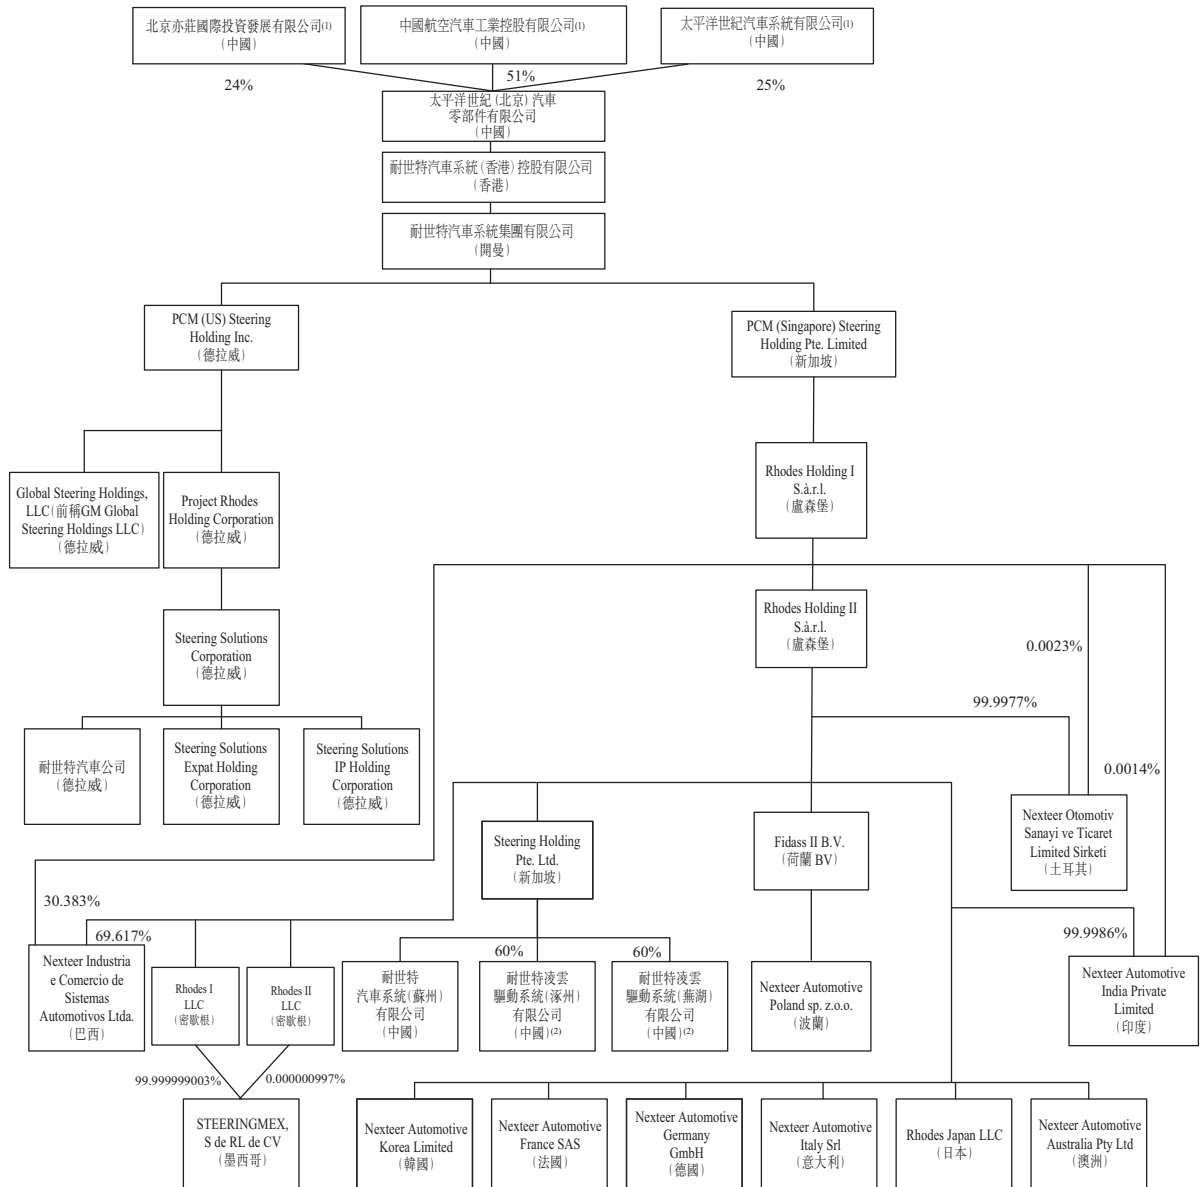 北京亦莊國際投資發展有限公司(1)
(中國)
中國航空汽車工業控股有限公司(1)
(中國)
太平洋世紀汽車系統有限公司(1)
(中國)
24%
51%
25%
太平洋世紀(北京)汽車
零部件有限公司
(中國)
耐世特汽車系統(香港)控股有限公司
(香港)
耐世特汽車系統集團有限公司
(開曼)
PCM (US) Steering
Holding Inc.
(德拉威)
PCM (Singapore) Steering
Holding Pte. Limited
(新加坡)
Global Steering Holdings,
LLC(前稱GM Global
Steering Holdings LLC)
(德拉威)
Project Rhodes
Holding Corporation
(德拉威)
Rhodes Holding I
S.à.r.l.
(盧森堡)
Steering Solutions
Corporation
(德拉威)
Rhodes Holding II
S.à.r.l.
(盧森堡)
0.0023%
99.9977%
耐世特汽車公司
(德拉威)
Steering Solutions
Expat Holding
Corporation
(德拉威)
Steering Solutions
IP Holding
Corporation
(德拉威)
0.0014%
Steering Holding
Pte. Ltd.
(新加坡)
Fidass II B.V.
(荷蘭 BV)
Nexteer Otomotiv
Sanayi ve Ticaret
Limited Sirketi
(土耳其)
30.383%
69.617%
60%
60%
99.9986%
Nexteer Industria
e Comercio de
Sistemas
Automotivos Ltda.
(巴西)
Rhodes I
LLC
(密歇根)
Rhodes II
LLC
(密歇根)
耐世特
汽車系統(蘇州)
有限公司
(中國)
耐世特凌雲
驅動系統(涿州)
有限公司
(中國)(2)
耐世特凌雲
驅動系統(蕪湖)
有限公司
(中國)(2)
Nexteer Automotive
Poland sp. z.o.o.
(波蘭)
Nexteer Automotive
India Private
Limited
(印度)
99.999999003%
0.000000997%
STEERINGMEX,
S de RL de CV
(墨西哥)
Nexteer Automotive
Korea Limited
(韓國)
Nexteer Automotive
France SAS
(法國)
Nexteer Automotive
Germany
GmbH
(德國)
Nexteer Automotive
Italy Srl
(意大利)
Rhodes Japan LLC
(日本)
Nexteer Automotive
Australia Pty Ltd
(澳洲)